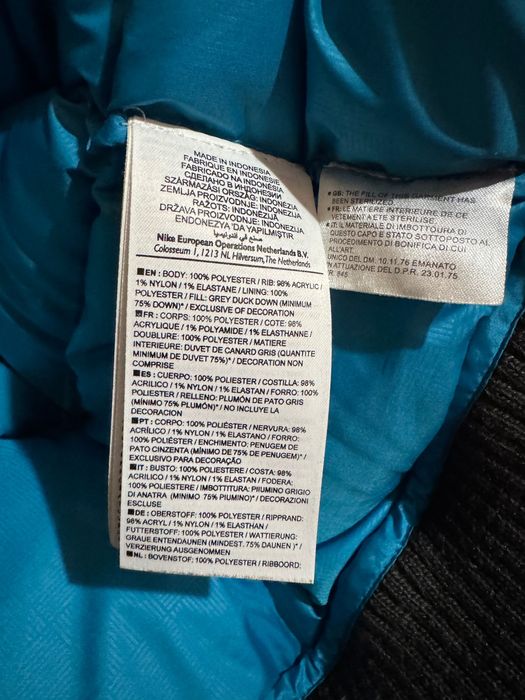 MADE IN INDONESIA
FABRIQUE EN INDONESIE
FABRICADO EN INDONESIA
СДЕЛАНО В ИНДОНЕЗИИ
SZÁRMAZÁSI ORSZÁG: INDONÉZIA
ZEMLJA PROIZVODNJE: INDONEZIJA
RAŽOTS: INDONĒZIJĀ
DRŽAVA PROIZVODNJE: INDONEZIJA
ENDONEZYA 'DA YAPILMIŞTIR
صنع في اندونيسيا
Nike European Operations Netherlands B.V.
Colosseum 1, 1213 NL Hilversum, The Netherlands
EN : BODY: 100% POLYESTER / RIB: 98% ACRYLIC /
1% NYLON / 1% ELASTANE / LINING: 100%
POLYESTER / FILL: GREY DUCK DOWN (MINIMUM
75% DOWN)* / EXCLUSIVE OF DECORATION
FR : CORPS: 100% POLYESTER / COTE: 98%
ACRYLIQUE / 1% POLYAMIDE / 1% ELASTHANNE /
DOUBLURE: 100% POLYESTER / MATIERE
INTERIEURE: DUVET DE CANARD GRIS (QUANTITE
MINIMUM DE DUVET 75%)* / DECORATION NON
COMPRISE
ES : CUERPO: 100% POLIESTER / COSTILLA: 98%
ACRILICO / 1% NYLON / 1% ELASTANO / FORRO: 100%
POLIESTER / RELLENO: PLUMÓN DE PATO GRIS
(MÍNIMO 75% PLUMÓN)* / NO INCLUYE LA
DECORACION
PT : CORPO: 100% POLIÉSTER / NERVURA: 98%
ACRÍLICO / 1% NYLON / 1% ELASTANO / FORRO:
100% POLIÉSTER / ENCHIMENTO: PENUGEM DE
PATO CINZENTA (MÍNIMO DE 75% DE PENUGEM)* /
EXCLUSIVO PARA DECORAÇÃO
IT : BUSTO: 100% POLIESTERE / COSTA: 98%
ACRILICO / 1% NYLON / 1% ELASTAN / FODERA:
100% POLIESTERE / IMBOTTITURA: PIUMINO GRIGIO
DI ANATRA (MINIMO 75% PIUMINO)* / DECORAZIONI
ESCLUSE
DE : OBERSTOFF: 100% POLYESTER / RIPPRAND:
98% ACRYL / 1% NYLON / 1% ELASTHAN /
FUTTERSTOFF: 100% POLYESTER / WATTIERUNG:
GRAUE ENTENDAUNEN (MINDEST. 75% DAUNEN )* /
VERZIERUNG AUSGENOMMEN
NL : BOVENSTOF: 100% POLYESTER / RIBBOORD:
GB: THE FILL OF THIS GARMENT HAS
BEEN STERILIZED.
FR: LE MATIERE INTERIEURE DE CE
VETEMENT A ETE STERILISE.
IT: IL MATERIALE DI IMBOTTURA DI
QUESTO CAPO E STATO SOTTOPOSTO AL
PROCEDIMENTO DI BONIFICA DI CUI
ALL'ART.
UNICO DEL DM. 10.11.76 EMANATO
IN ATTUAZIONE DEL D.P.R. 23.01.75
NR. 845